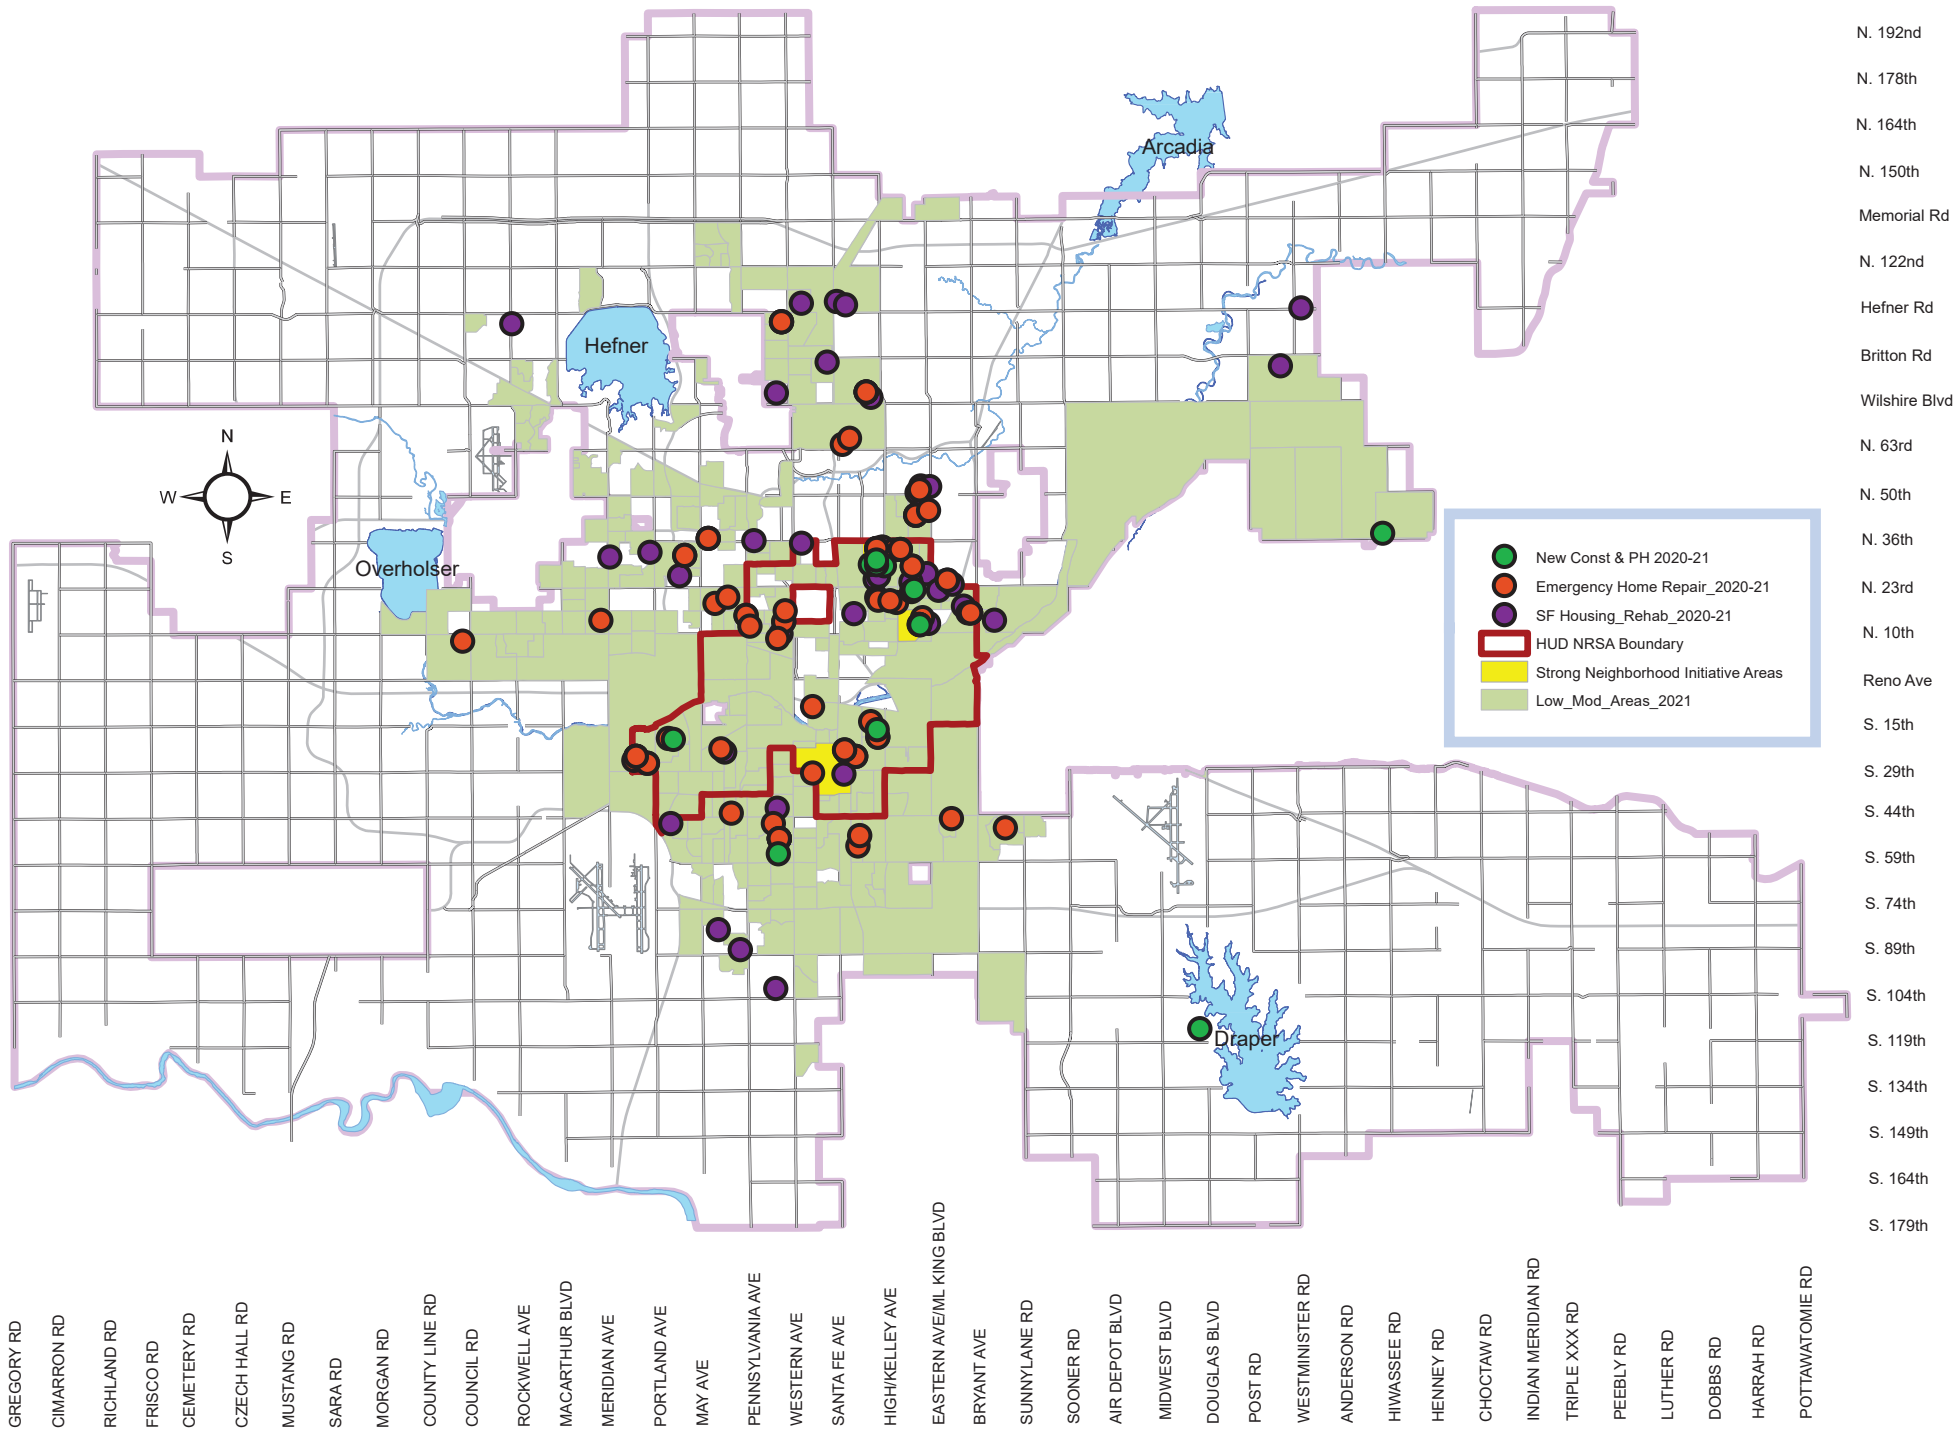 N. 192nd
N. 178th
N. 164th
N. 150th
Memorial Rd
N. 122nd
Hefner Rd
Britton Rd
Wilshire Blvd
N. 63rd
N. 50th
N. 36th
N. 23rd
N. 10th
Reno Ave
S. 15th
S. 29th
S. 44th
S. 59th
S. 74th
S. 89th
S. 104th
S. 119th
S. 134th
S. 149th
S. 164th
S. 179th
Arcadia
Hefner
Overholser
Draper
N
W
E
S
New Const & PH 2020-21
Emergency Home Repair_2020-21
SF Housing_Rehab_2020-21
HUD NRSA Boundary
Strong Neighborhood Initiative Areas
Low_Mod_Areas_2021
GREGORY RD
CIMARRON RD
RICHLAND RD
FRISCO RD
CEMETERY RD
CZECH HALL RD
MUSTANG RD
SARA RD
MORGAN RD
COUNTY LINE RD
COUNCIL RD
ROCKWELL AVE
MACARTHUR BLVD
MERIDIAN AVE
PORTLAND AVE
MAY AVE
PENNSYLVANIA AVE
WESTERN AVE
SANTA FE AVE
HIGH/KELLEY AVE
EASTERN AVE/ML KING BLVD
BRYANT AVE
SUNNYLANE RD
SOONER RD
AIR DEPOT BLVD
MIDWEST BLVD
DOUGLAS BLVD
POST RD
WESTMINISTER RD
ANDERSON RD
HIWASSEE RD
HENNEY RD
CHOCTAW RD
INDIAN MERIDIAN RD
TRIPLE XXX RD
PEEBLY RD
LUTHER RD
DOBBS RD
HARRAH RD
POTTAWATOMIE RD